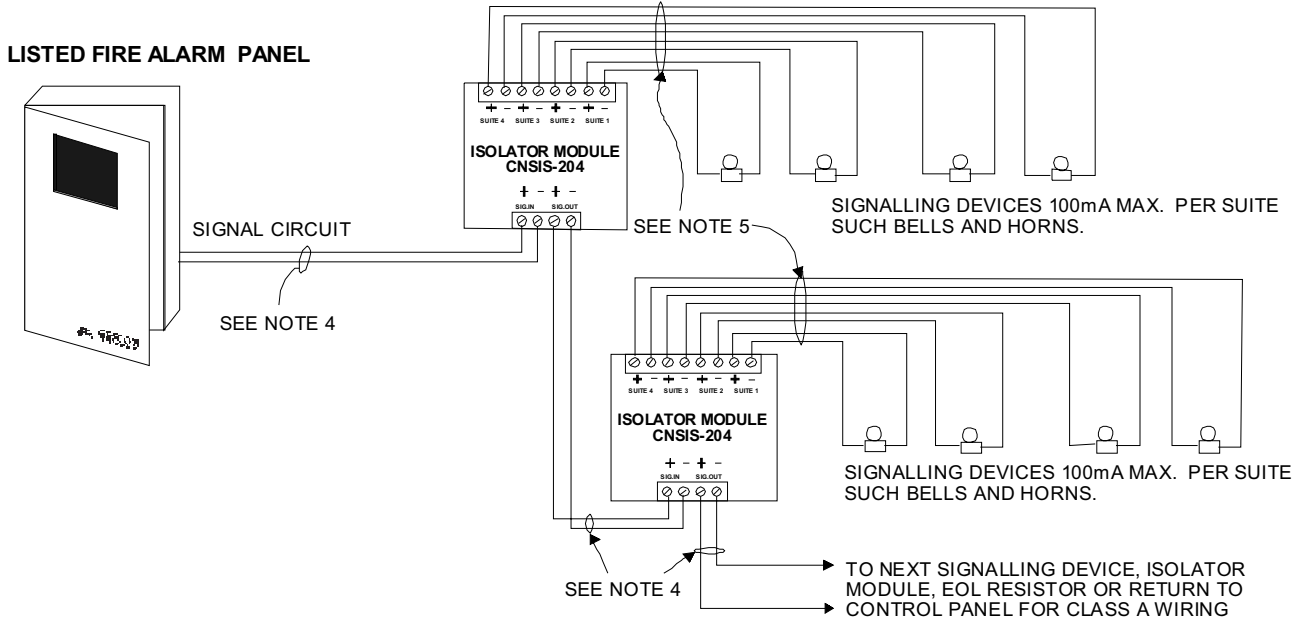 LISTED FIRE ALARM PANEL
+ - + - + - + -
SUITE 4 SUITE 3 SUITE 2 SUITE 1
ISOLATOR MODULE
CNSIS-204
+ - + -
SIG.IN SIG.OUT
SIGNAL CIRCUIT
SEE NOTE 4
SEE NOTE 5
SIGNALLING DEVICES 100mA MAX. PER SUITE
SUCH BELLS AND HORNS.
+ - + - + - + -
SUITE 4 SUITE 3 SUITE 2 SUITE 1
ISOLATOR MODULE
CNSIS-204
+ - + -
SIG.IN SIG.OUT
SIGNALLING DEVICES 100mA MAX. PER SUITE
SUCH BELLS AND HORNS.
SEE NOTE 4
TO NEXT SIGNALLING DEVICE, ISOLATOR
MODULE, EOL RESISTOR OR RETURN TO
CONTROL PANEL FOR CLASS A WIRING